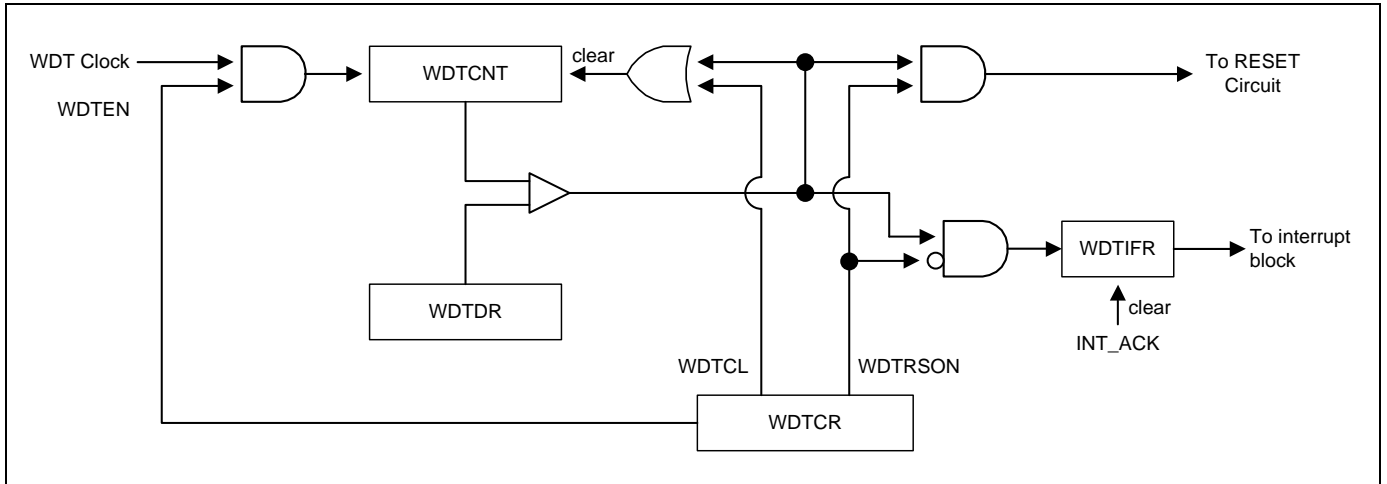 WDT Clock
WDTEN
WDTCNT
clear
To RESET
Circuit
WDTDR
WDTIFR
To interrupt
block
clear
INT_ACK
WDTCL
WDTRSON
WDTCR